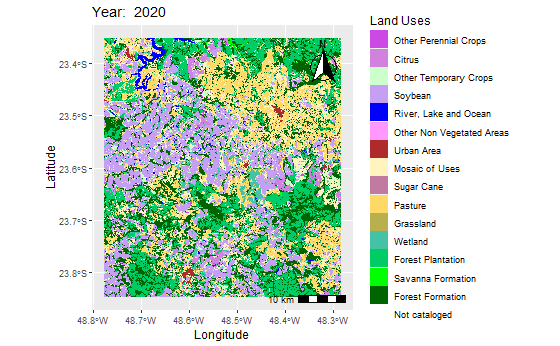 Year: 2020
Land Uses
Other Perennial Crops
Citrus
Other Temporary Crops
Soybean
River, Lake and Ocean
Other Non Vegetated Areas
Urban Area
Mosaic of Uses
Sugar Cane
Pasture
Grassland
Wetland
Forest Plantation
Savanna Formation
Forest Formation
Not cataloged
Latitude
23.4°S
23.5°S
23.6°S
23.7°S
23.8°S
10 km
48.8°W 48.7°W 48.6°W 48.5°W 48.4°W 48.3°W
Longitude